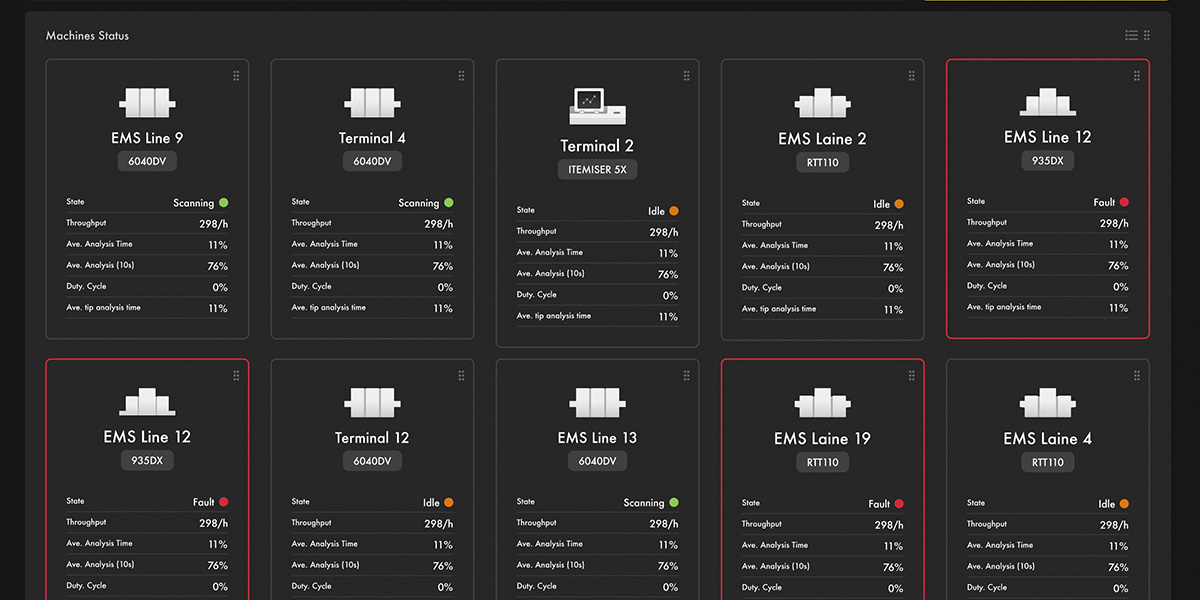 Machines Status
EMS Line 9
6040DV
State Scanning
Throughput 298/h
Ave. Analysis Time 11%
Ave. Analysis (10s) 76%
Duty. Cycle 0%
Ave. tip analysis time 11%
Terminal 4
6040DV
State Scanning
Throughput 298/h
Ave. Analysis Time 11%
Ave. Analysis (10s) 76%
Duty. Cycle 0%
Ave. tip analysis time 11%
Terminal 2
ITEMISER 5X
State Idle
Throughput 298/h
Ave. Analysis Time 11%
Ave. Analysis (10s) 76%
Duty. Cycle 0%
Ave. tip analysis time 11%
EMS Laine 2
RTT110
State Idle
Throughput 298/h
Ave. Analysis Time 11%
Ave. Analysis (10s) 76%
Duty. Cycle 0%
Ave. tip analysis time 11%
EMS Line 12
935DX
State Fault
Throughput 298/h
Ave. Analysis Time 11%
Ave. Analysis (10s) 76%
Duty. Cycle 0%
Ave. tip analysis time 11%
EMS Line 12
935DX
State Fault
Throughput 298/h
Ave. Analysis Time 11%
Ave. Analysis (10s) 76%
Duty. Cycle 0%
Terminal 12
6040DV
State Idle
Throughput 298/h
Ave. Analysis Time 11%
Ave. Analysis (10s) 76%
Duty. Cycle 0%
EMS Line 13
6040DV
State Scanning
Throughput 298/h
Ave. Analysis Time 11%
Ave. Analysis (10s) 76%
Duty. Cycle 0%
EMS Laine 19
RTT110
State Fault
Throughput 298/h
Ave. Analysis Time 11%
Ave. Analysis (10s) 76%
Duty. Cycle 0%
EMS Laine 4
RTT110
State Idle
Throughput 298/h
Ave. Analysis Time 11%
Ave. Analysis (10s) 76%
Duty. Cycle 0%